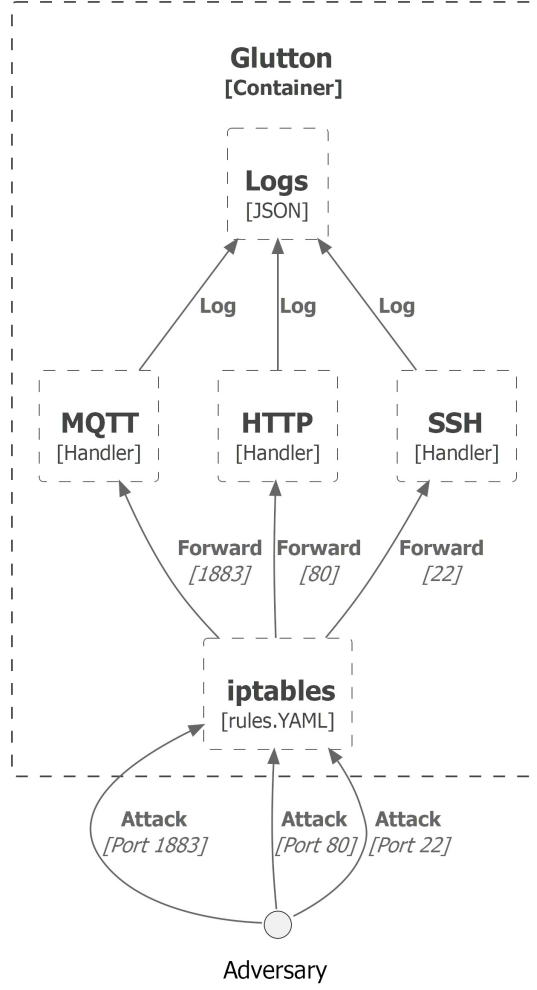 Glutton
[Container]
Logs
[JSON]
Log
Log
Log
MQTT
[Handler]
HTTP
[Handler]
SSH
[Handler]
Forward
[1883]
Forward
[80]
Forward
[22]
iptables
[rules.YAML]
Attack
[Port 1883]
Attack
[Port 80]
Attack
[Port 22]
Adversary